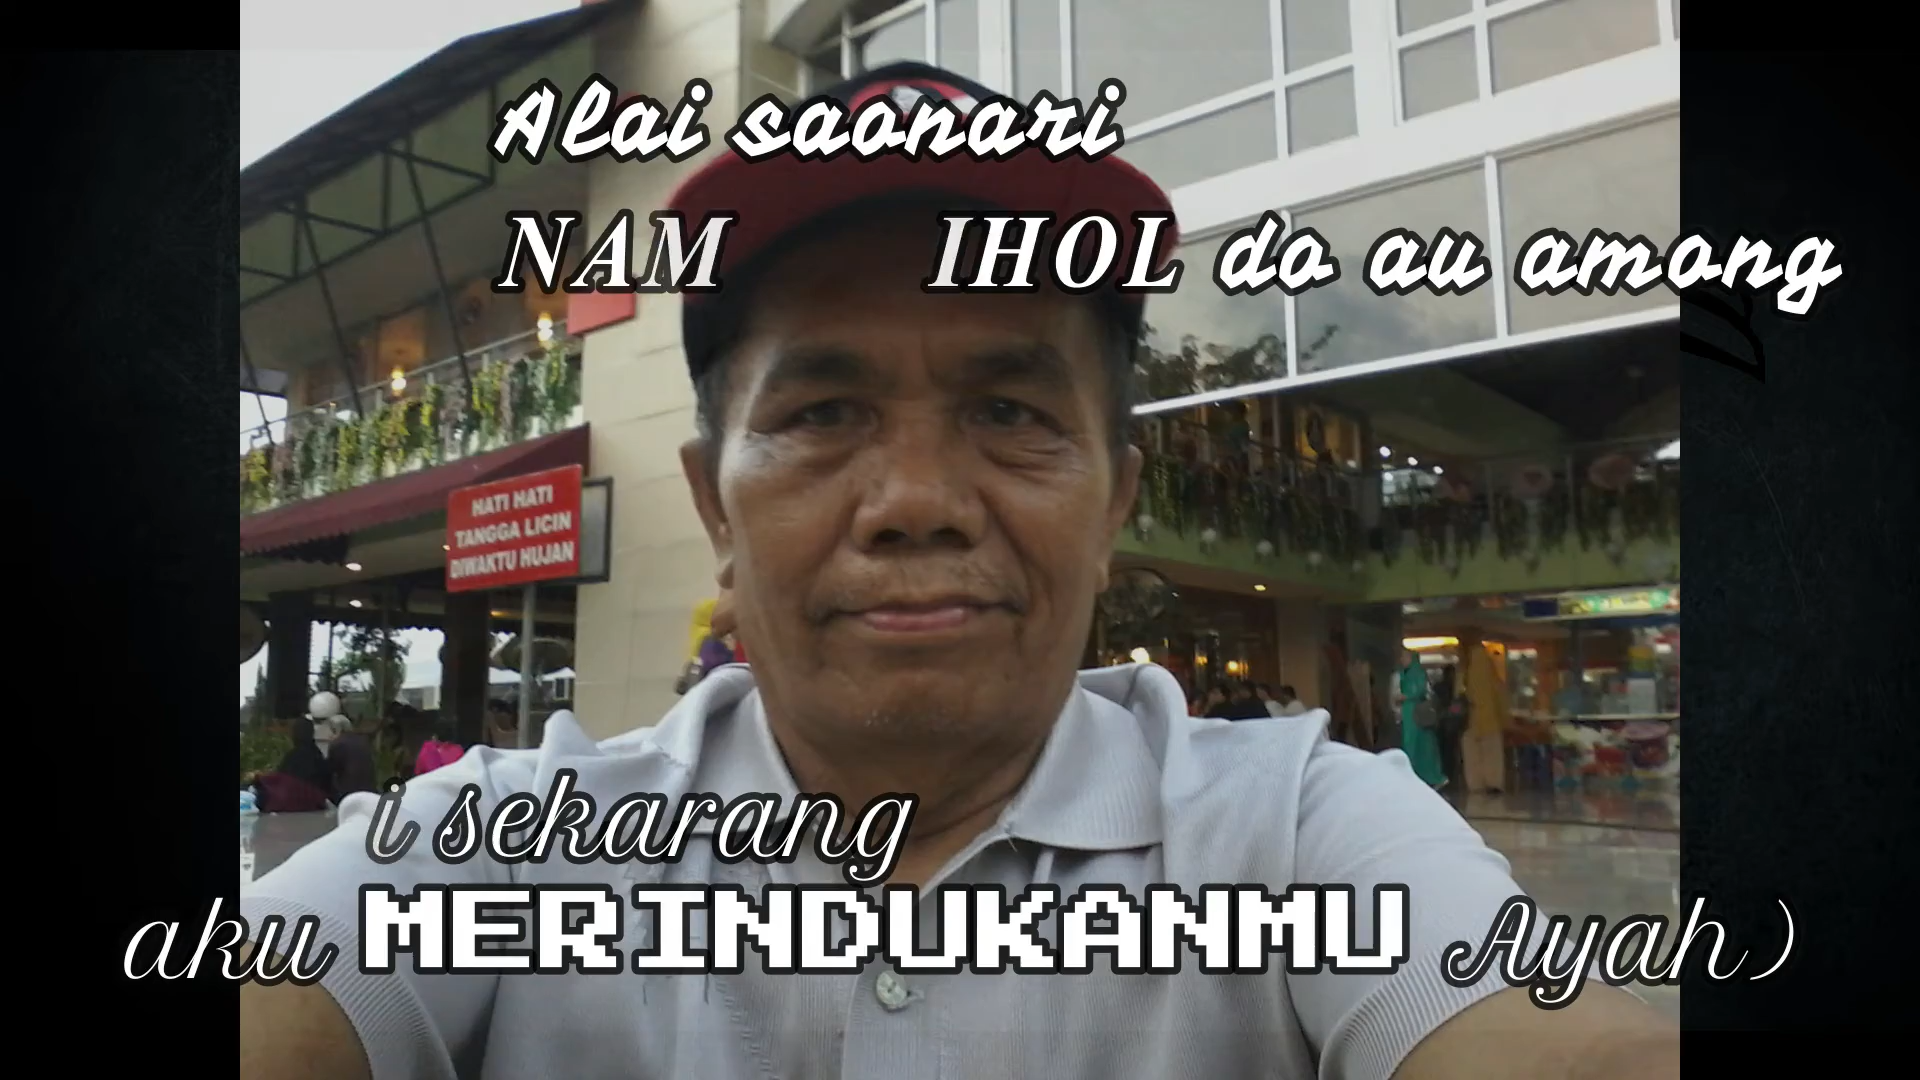 Alai saonari
NAM IHOL do au among
HATI HATI
TANGGA LICIN
DIWAKTU HUJAN
i sekarang
aku MERINDUKANMU Ayah)